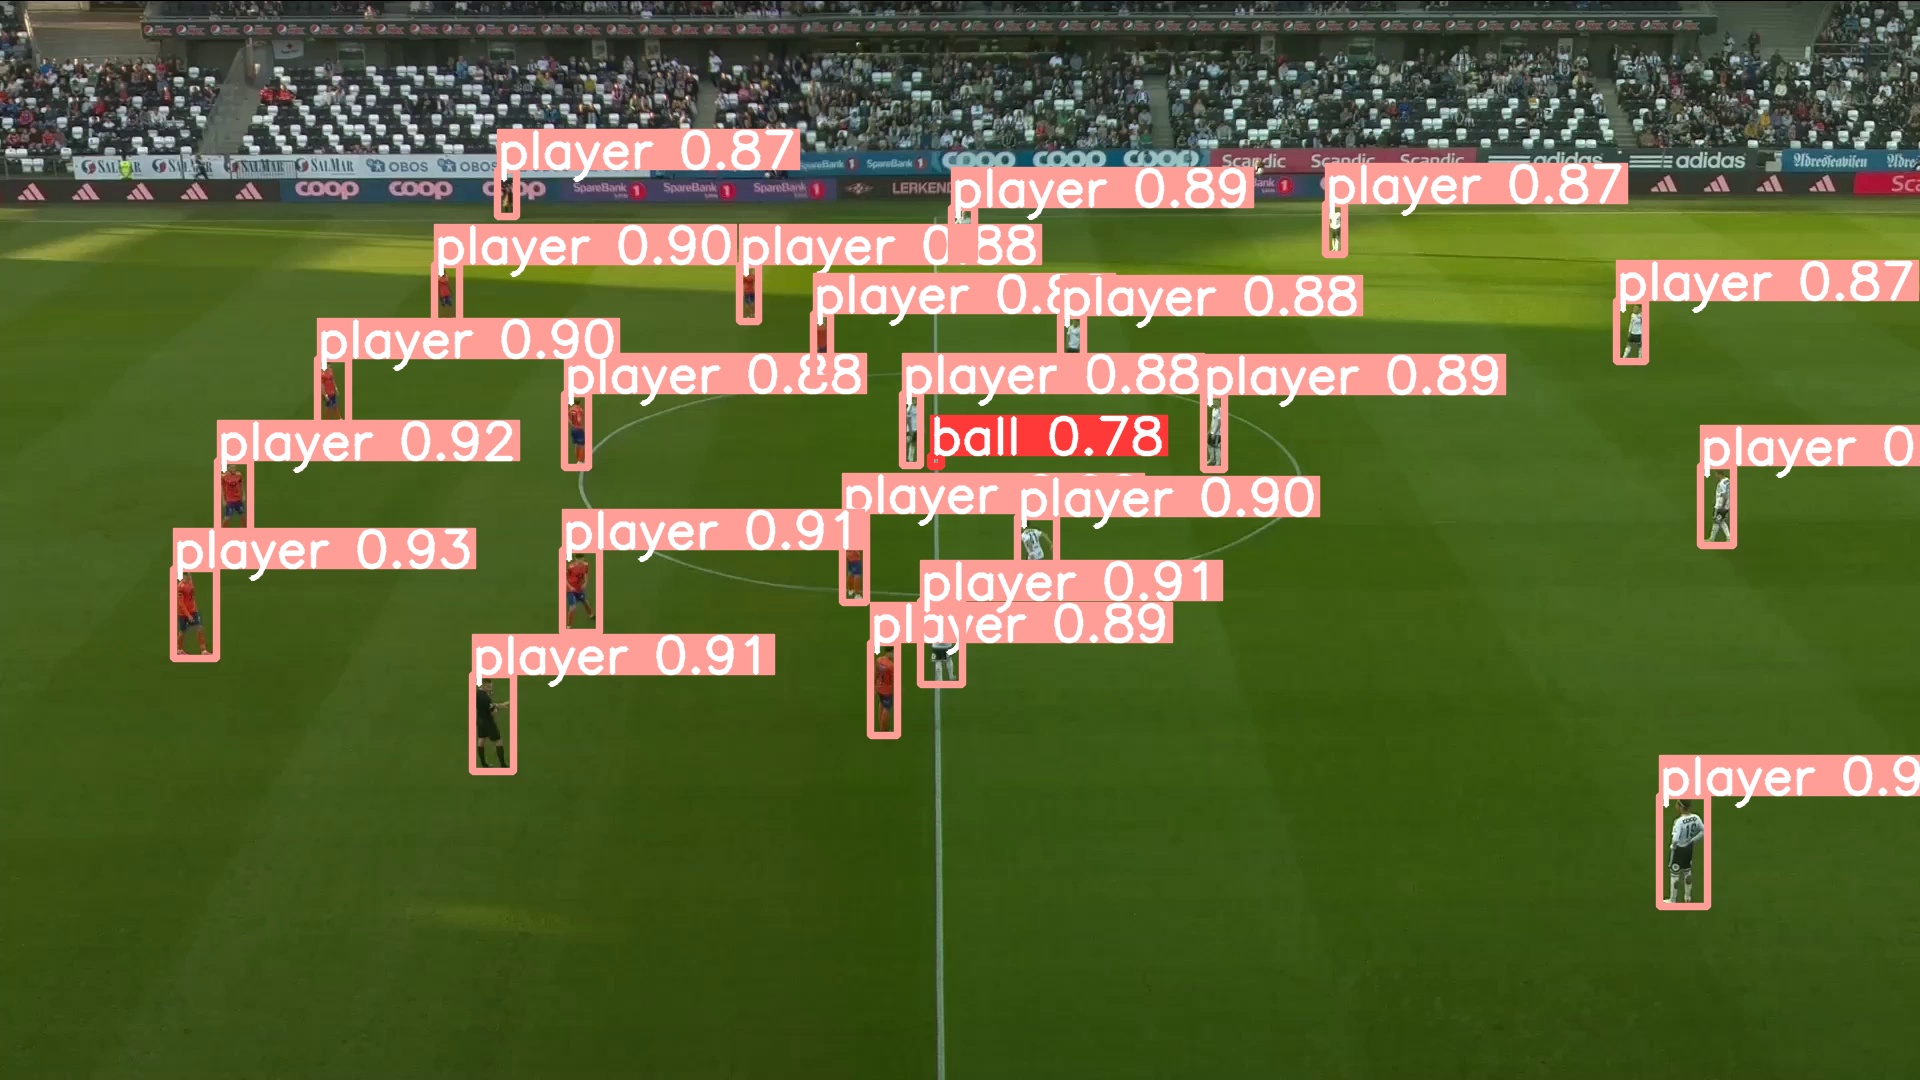 SALMAR SALMAR SALMAR SALMAR OBOS OBOS SpareBank 1 SpareBank 1 coop coop coop Scandic Scandic Scandic adidas adidas Adresseavisen
coop coop SpareBank 1 SpareBank 1 SpareBank 1 LERKEND
player 0.87
player 0.89
player 0.87
player 0.90
player 0.88
player 0.87
player 0.8
player 0.88
player 0.90
player 0.88
player 0.88
player 0.89
player 0.92
ball 0.78
player 0
player
player 0.90
player 0.93
player 0.91
player 0.91
player 0.89
player 0.91
player 0.9
COOP
19